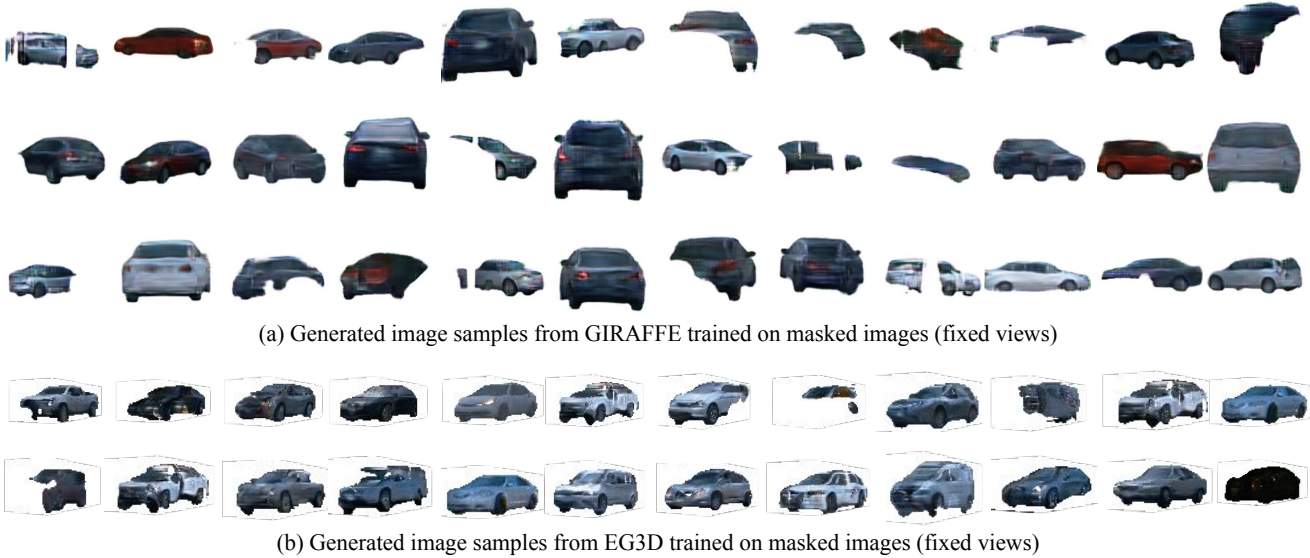 (a) Generated image samples from GIRAFFE trained on masked images (fixed views)
(b) Generated image samples from EG3D trained on masked images (fixed views)